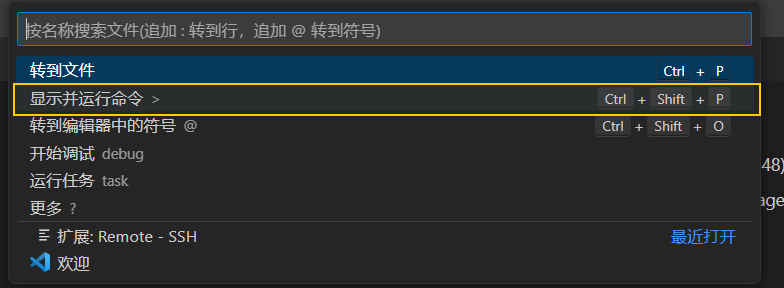 按名称搜索文件(追加 : 转到行，追加 @ 转到符号)
转到文件 Ctrl + P
显示并运行命令 > Ctrl + Shift + P
转到编辑器中的符号 @ Ctrl + Shift + O
开始调试 debug
48)
运行任务 task
age
更多 ?
扩展: Remote - SSH 最近打开
欢迎